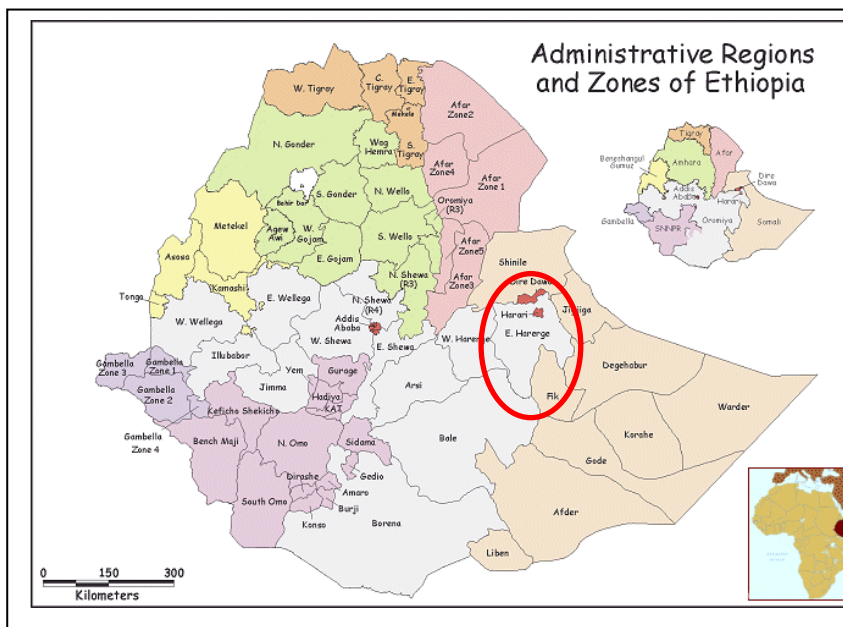 Administrative Regions
and Zones of Ethiopia
W. Tigray
C.
Tigray
E.
Tigray
Mekele
S.
Tigray
Afar
Zone2
N. Gonder
Wag
Hemra
Afar
Zone4
Afar
Zone 1
Bahir Dar
S. Gonder
N. Wello
Oromiya
(R3)
Metekel
Agew
Awi
W.
Gojam
S. Wello
Afar
Zone5
E. Gojam
Asosa
(Kamashi)
N. Shewa
(R3)
Afar
Zone3
Shinile
Dire Dawa
Tonga
E. Wellega
N. Shewa
(R4)
Addis
Ababa
Harari
Jijiga
W. Wellega
W. Shewa
E. Shewa
W. Harerge
E. Harerge
Gambella
Zone 3
Gambella
Zone 1
Illubabor
Yem
Gurage
Arsi
Degehabur
Gambella
Zone 2
Jimma
Hadiya
KAT
Fik
Warder
Keficho Shekicho
Gambella
Zone 4
Bench Maji
N. Omo
Sidama
Bale
Korahe
Gode
Dirashe
Gedio
South Omo
Amaro
Burji
Konso
Borena
Afder
Liben
Tigray
Afar
Beneshangul
Gumuz
Amhara
Dire
Dawa
Addis
Ababa
Harari
Gambella
SNNPR
Oromiya
Somali
0 150 300
Kilometers